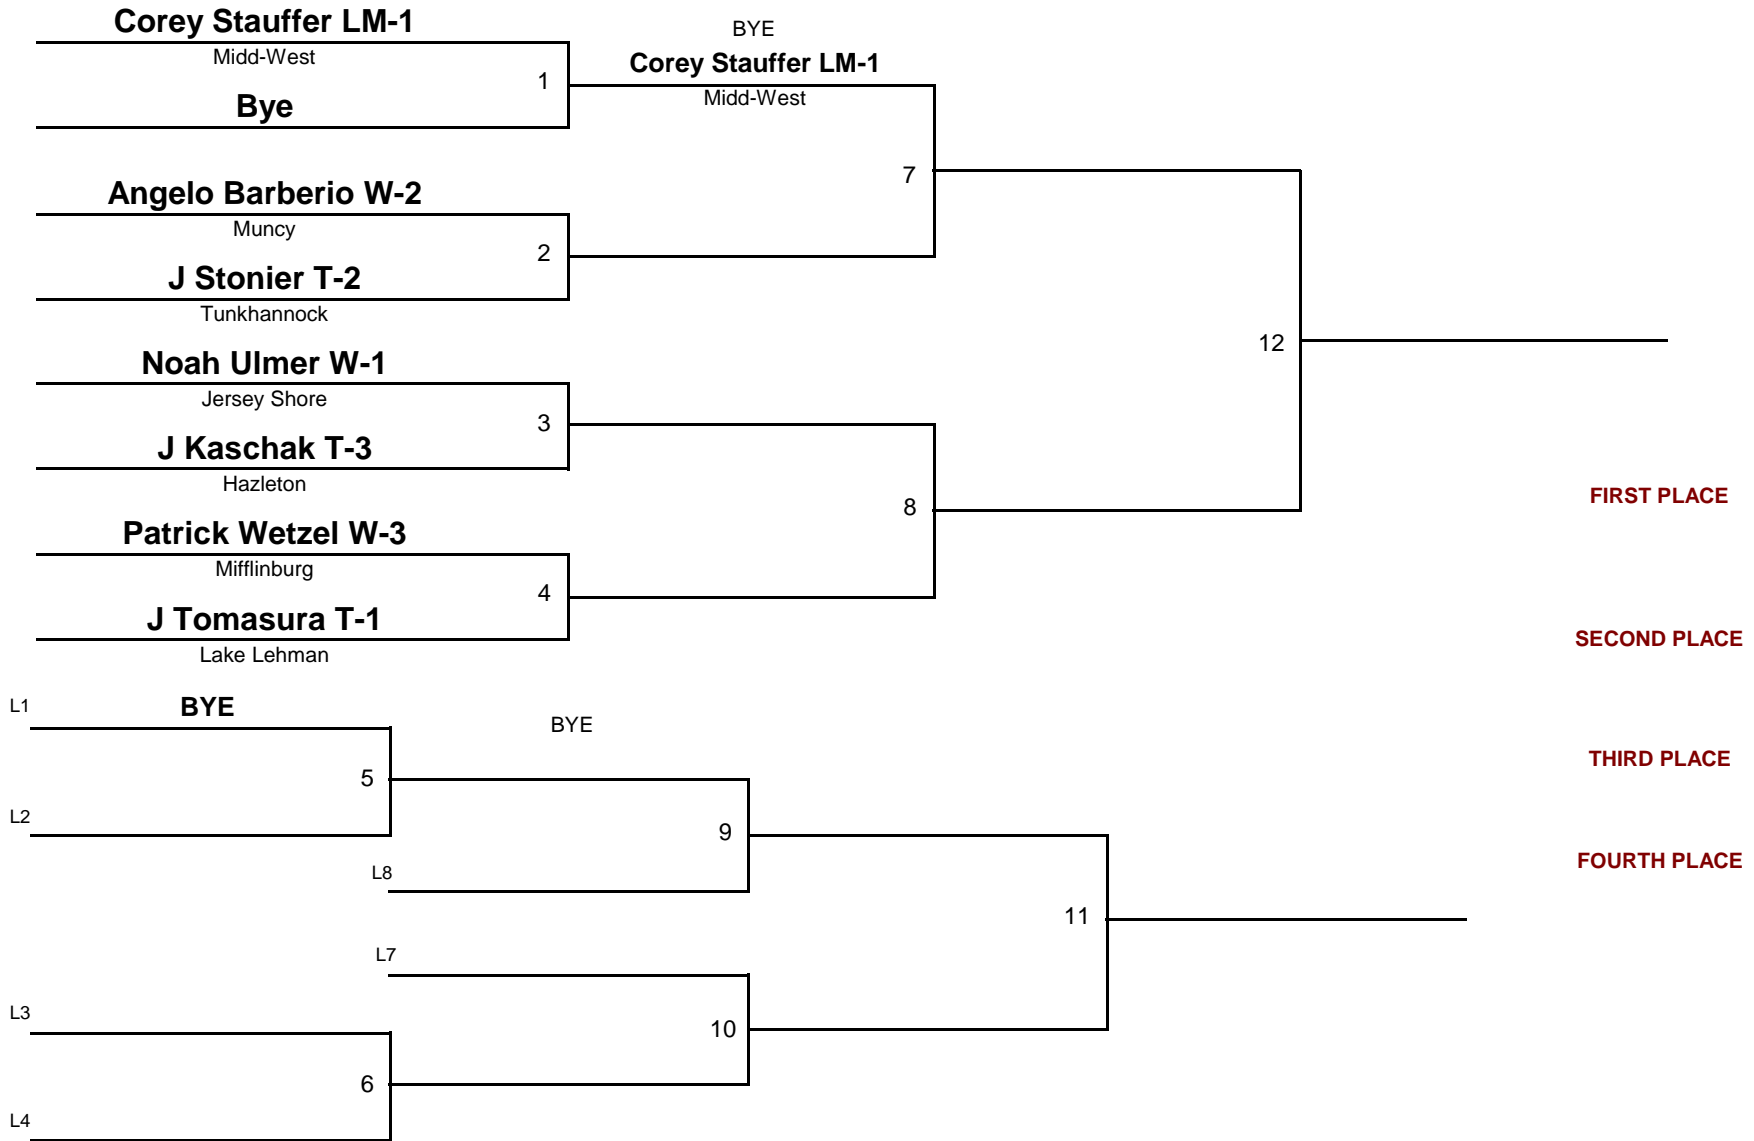 Corey Stauffer LM-1
Midd-West
1
Bye
BYE
Corey Stauffer LM-1
Midd-West
7
Angelo Barberio W-2
Muncy
2
J Stonier T-2
Tunkhannock
12
Noah Ulmer W-1
Jersey Shore
3
J Kaschak T-3
Hazleton
8
FIRST PLACE
Patrick Wetzel W-3
Mifflinburg
4
J Tomasura T-1
Lake Lehman
SECOND PLACE
L1
BYE
BYE
5
THIRD PLACE
L2
9
L8
FOURTH PLACE
11
L7
L3
10
6
L4